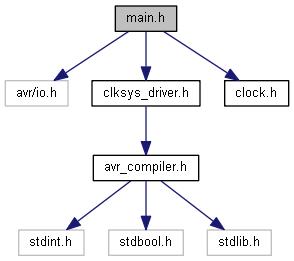 main.h
avr/io.h
clksys_driver.h
clock.h
avr_compiler.h
stdint.h
stdbool.h
stdlib.h